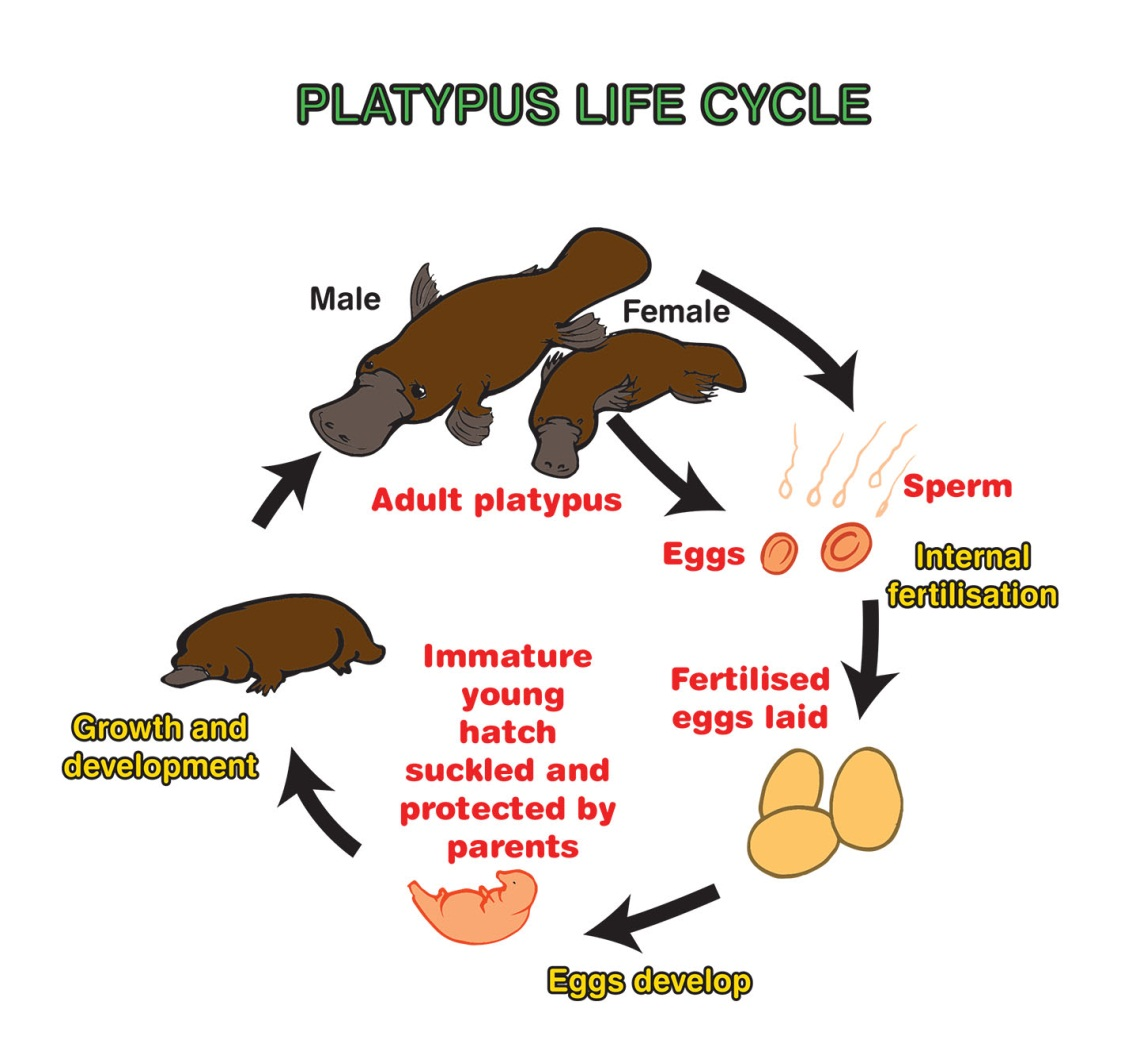 PLATYPUS LIFE CYCLE
Male
Female
Adult platypus
Sperm
Eggs
Internal
fertilisation
Fertilised
eggs laid
Immature
young
hatch
suckled and
protected by
parents
Growth and
development
Eggs develop